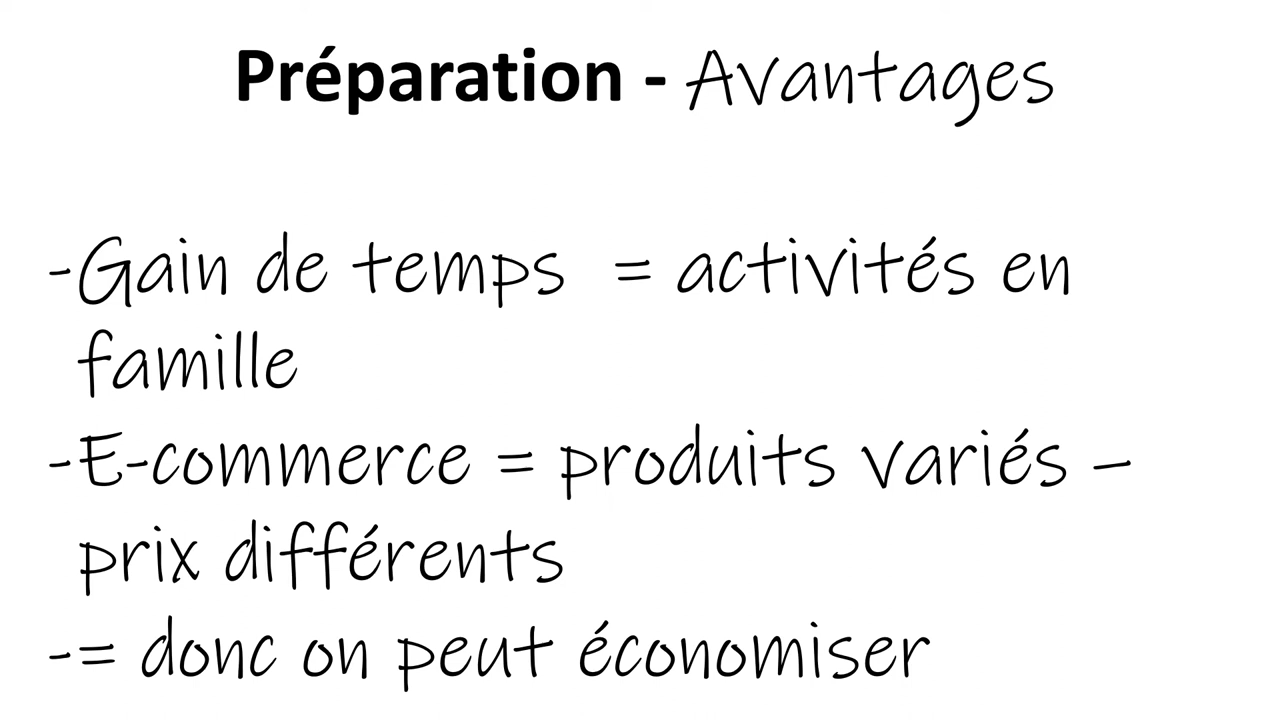 Préparation - Avantages
-Gain de temps = activités en
famille
-E-commerce = produits variés –
prix différents
-= donc on peut économiser